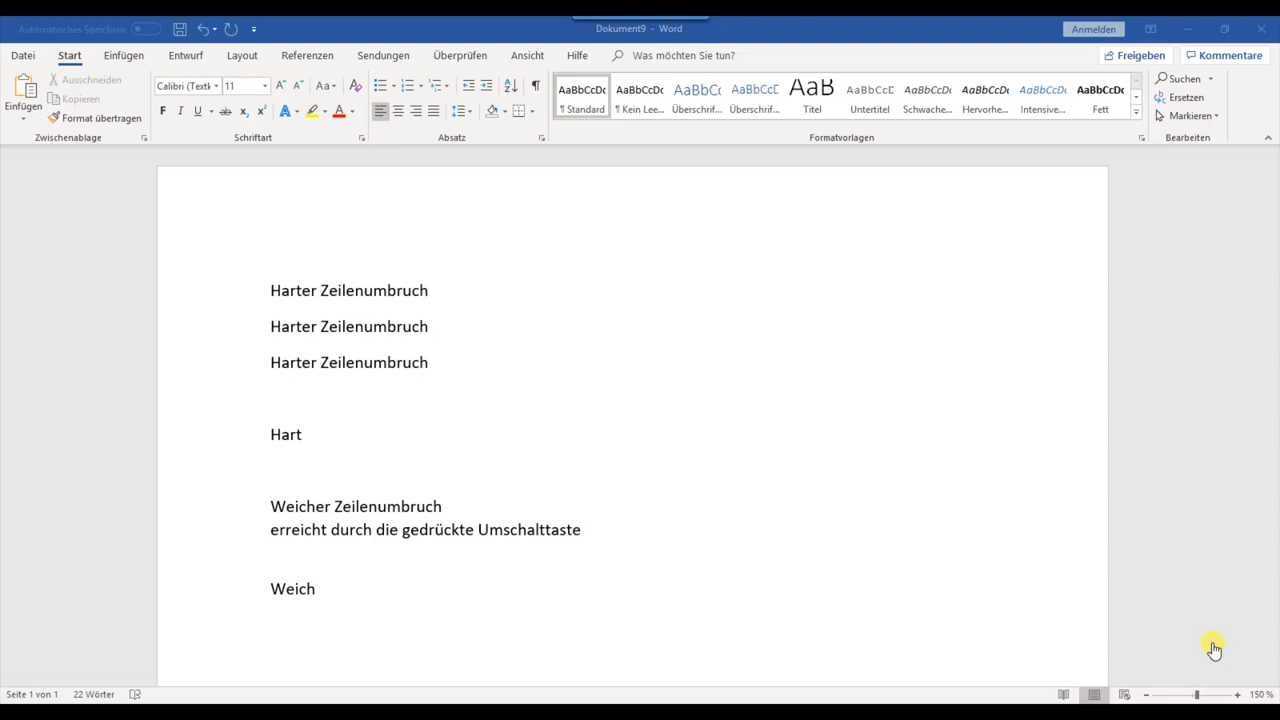 Automatisches Speichern
Dokument9 - Word
Anmelden
Datei Start Einfügen Entwurf Layout Referenzen Sendungen Überprüfen Ansicht Hilfe Was möchten Sie tun? Freigeben Kommentare
Einfügen
Ausschneiden
Kopieren
Format übertragen
Zwischenablage
Calibri (Textk 11
Schriftart
Absatz
AaBbCcDc AaBbCcDc AaBbCc AaBbCcD AaB AaBbCcD AaBbCcDc AaBbCcDc AaBbCcDc AaBbCcDc
¶ Standard ¶ Kein Lee... Überschrif... Überschrif... Titel Untertitel Schwache... Hervorhe... Intensive... Fett
Formatvorlagen
Suchen
Ersetzen
Markieren
Bearbeiten
Harter Zeilenumbruch
Harter Zeilenumbruch
Harter Zeilenumbruch
Hart
Weicher Zeilenumbruch
erreicht durch die gedrückte Umschalttaste
Weich
Seite 1 von 1 22 Wörter 150 %